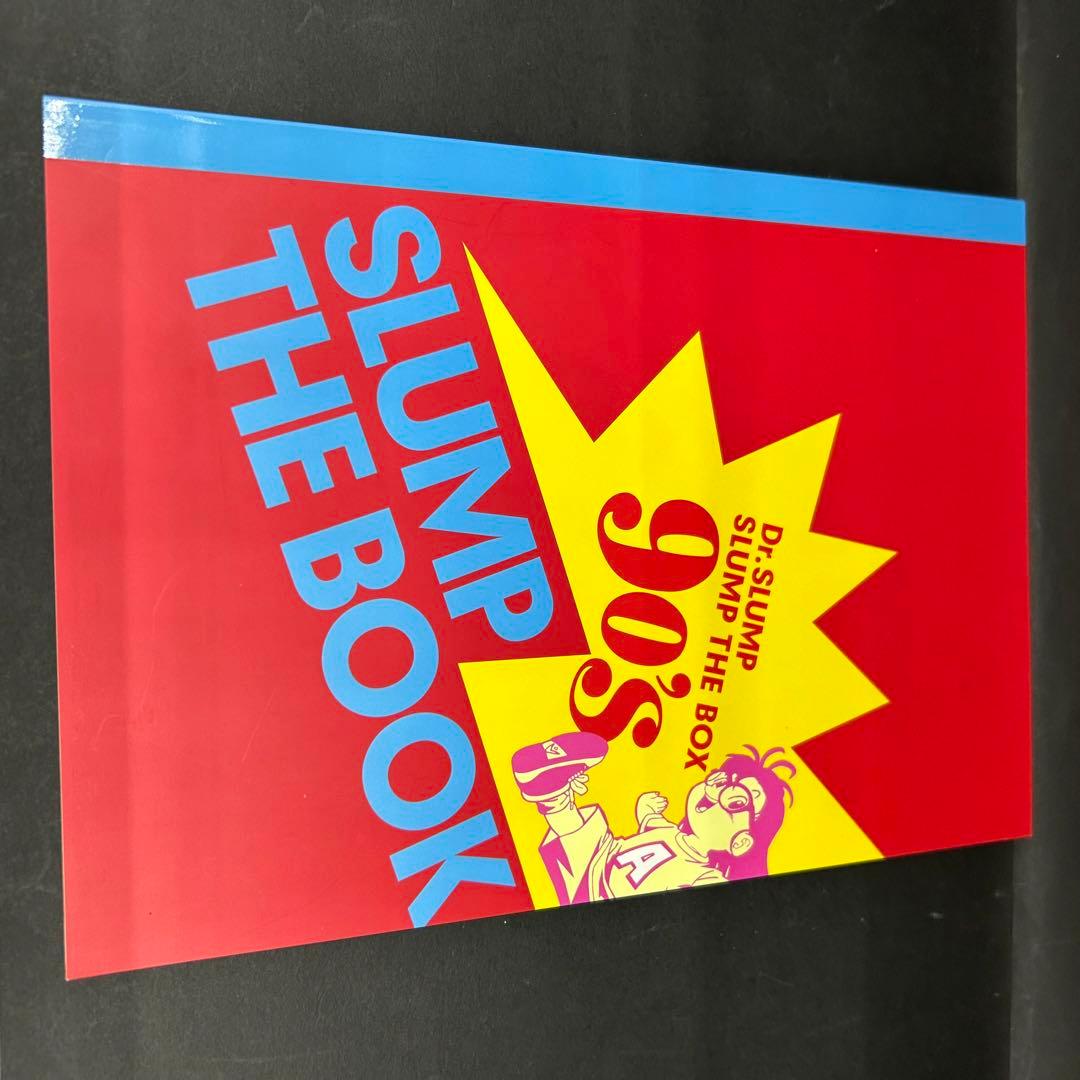 Dr.SLUMP
SLUMP THE BOX
90's
SLUMP
THE BOOK
A